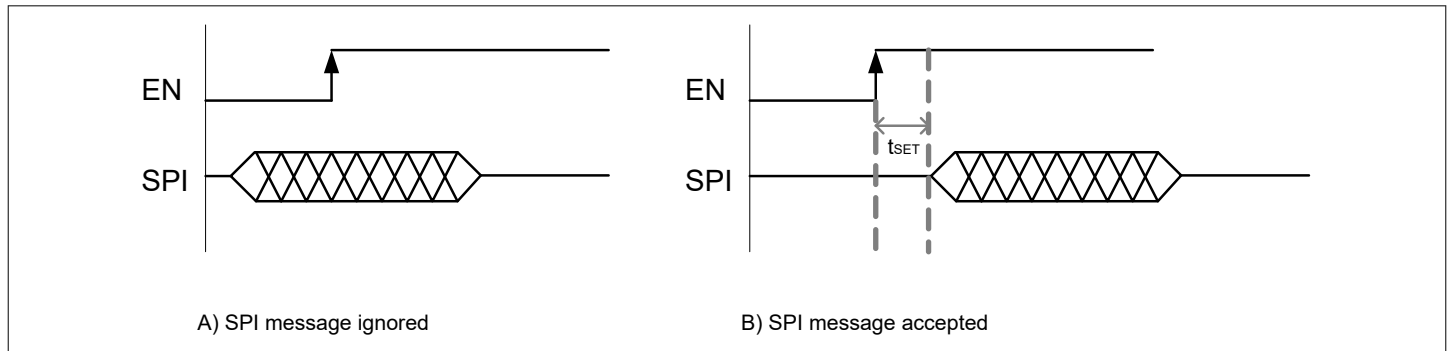 EN
SPI
A) SPI message ignored
EN
tSET
SPI
B) SPI message accepted